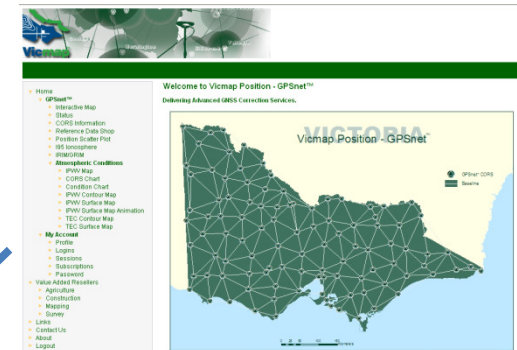 Vicmap
Welcome to Vicmap Position - GPSnet™
Delivering Advanced GNSS Correction Services.
Home
GPSnet™
Interactive Map
Status
CORS Information
Reference Data Shop
Position Scatter Plot
I95 Ionosphere
IRIM/GRIM
Atmospheric Conditions
IPWV Map
CORS Chart
Condition Chart
IPWV Contour Map
IPWV Surface Map
IPWV Surface Map Animation
TEC Contour Map
TEC Surface Map
My Account
Profile
Logins
Sessions
Subscriptions
Password
Value Added Resellers
Agriculture
Construction
Mapping
Survey
Links
Contact Us
About
Logout
VICTORIA
Vicmap Position - GPSnet
GPSnet CORS
Baseline